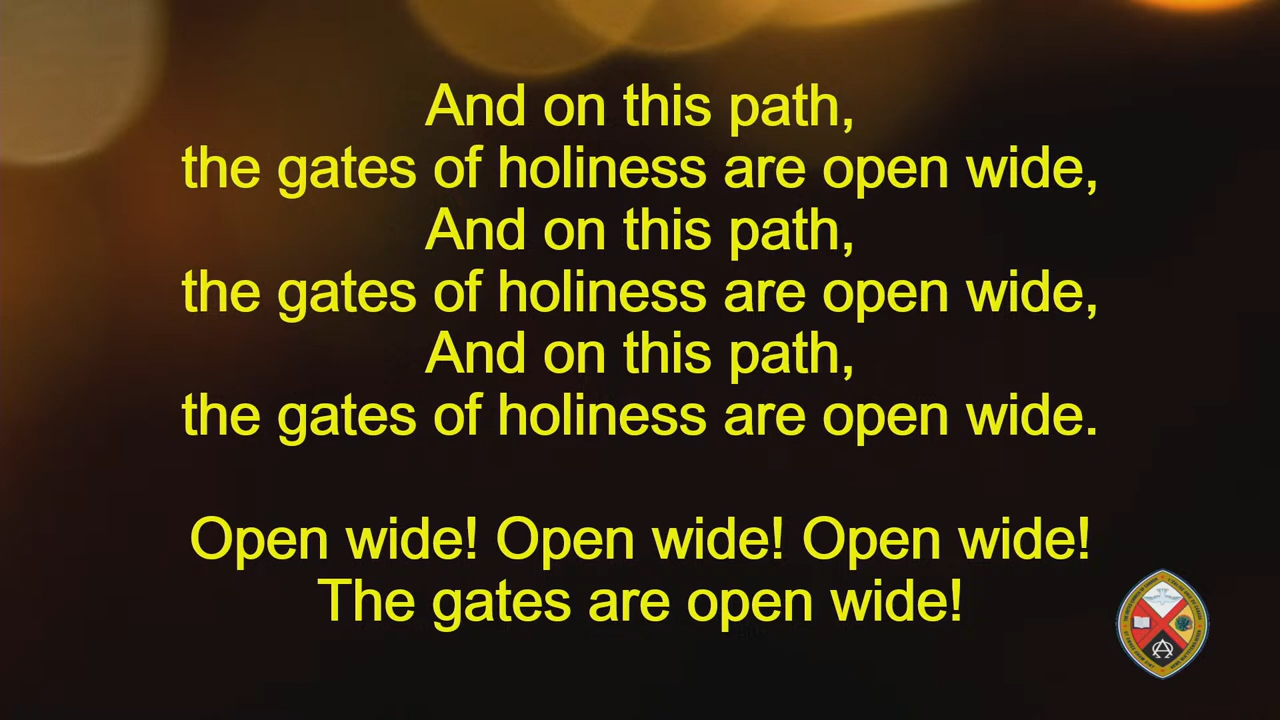 And on this path,
the gates of holiness are open wide,
And on this path,
the gates of holiness are open wide,
And on this path,
the gates of holiness are open wide.
Open wide! Open wide! Open wide!
The gates are open wide!